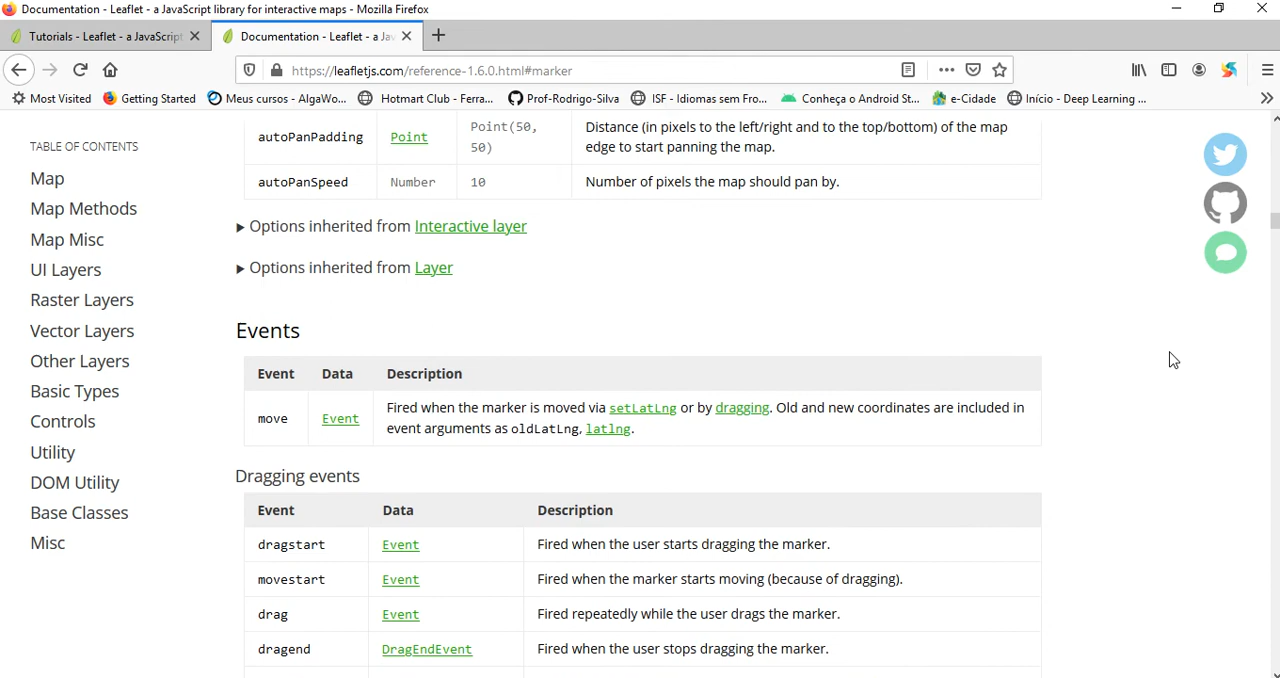 Documentation - Leaflet - a JavaScript library for interactive maps - Mozilla Firefox
Tutorials - Leaflet - a JavaScript
Documentation - Leaflet - a Jav
https://leafletjs.com/reference-1.6.0.html#marker
Most Visited Getting Started Meus cursos - AlgaWo... Hotmart Club - Ferra... Prof-Rodrigo-Silva ISF - Idiomas sem Fro... Conheça o Android St... e-Cidade Início - Deep Learning ...
TABLE OF CONTENTS
Map
Map Methods
Map Misc
UI Layers
Raster Layers
Vector Layers
Other Layers
Basic Types
Controls
Utility
DOM Utility
Base Classes
Misc
autoPanPadding Point Point(50, 50) Distance (in pixels to the left/right and to the top/bottom) of the map
edge to start panning the map.
autoPanSpeed Number 10 Number of pixels the map should pan by.
Options inherited from Interactive layer
Options inherited from Layer
Events
Event Data Description
move Event Fired when the marker is moved via setLatLng or by dragging. Old and new coordinates are included in
event arguments as oldLatLng, latlng.
Dragging events
Event Data Description
dragstart Event Fired when the user starts dragging the marker.
movestart Event Fired when the marker starts moving (because of dragging).
drag Event Fired repeatedly while the user drags the marker.
dragend DragEndEvent Fired when the user stops dragging the marker.